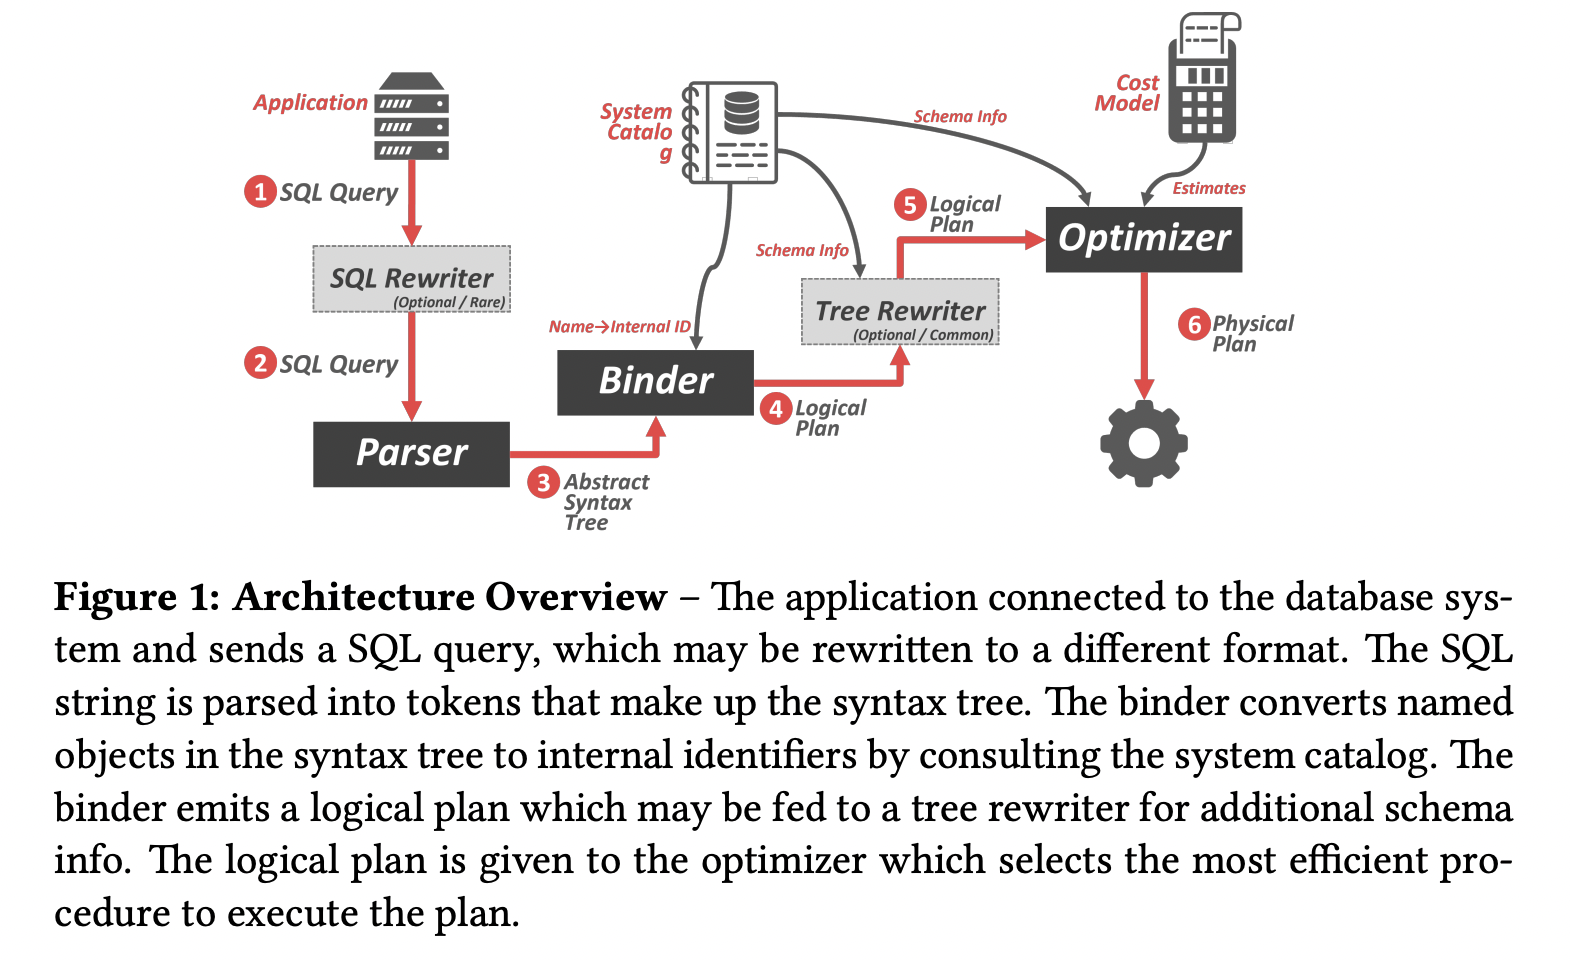 Application
System
Catalo
g
Schema Info
Cost
Model
1 SQL Query
Estimates
5 Logical
Plan
Optimizer
SQL Rewriter
(Optional / Rare)
Schema Info
Tree Rewriter
(Optional / Common)
6 Physical
Plan
Name→Internal ID
2 SQL Query
Binder
4 Logical
Plan
Parser
3 Abstract
Syntax
Tree
Figure 1: Architecture Overview – The application connected to the database sys-
tem and sends a SQL query, which may be rewritten to a different format. The SQL
string is parsed into tokens that make up the syntax tree. The binder converts named
objects in the syntax tree to internal identifiers by consulting the system catalog. The
binder emits a logical plan which may be fed to a tree rewriter for additional schema
info. The logical plan is given to the optimizer which selects the most efficient pro-
cedure to execute the plan.